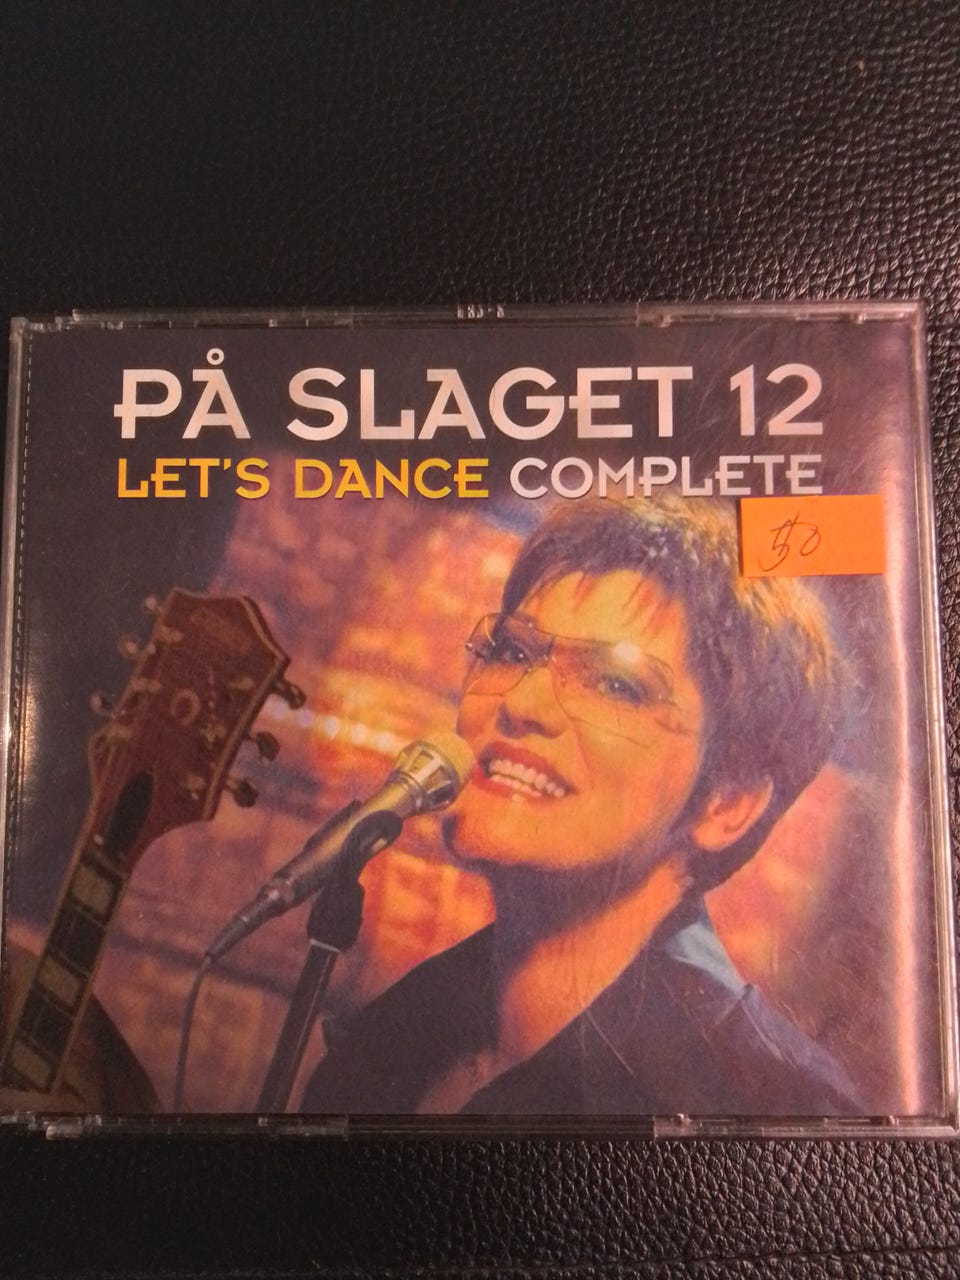 PÅ SLAGET 12
LET'S DANCE COMPLETE
50